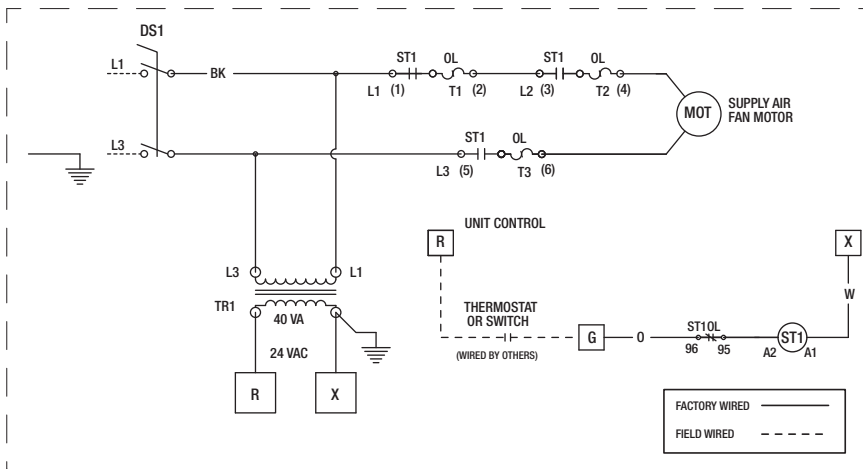 DS1
L1
BK
ST1
OL
ST1
OL
L1 (1)
T1 (2)
L2 (3)
T2 (4)
MOT
SUPPLY AIR
FAN MOTOR
L3
ST1
OL
L3 (5)
T3 (6)
UNIT CONTROL
R
X
L3
L1
W
TR1
40 VA
THERMOSTAT
OR SWITCH
(WIRED BY OTHERS)
G
O
ST1OL
96
95
A2
ST1
A1
24 VAC
R
X
FACTORY WIRED
FIELD WIRED